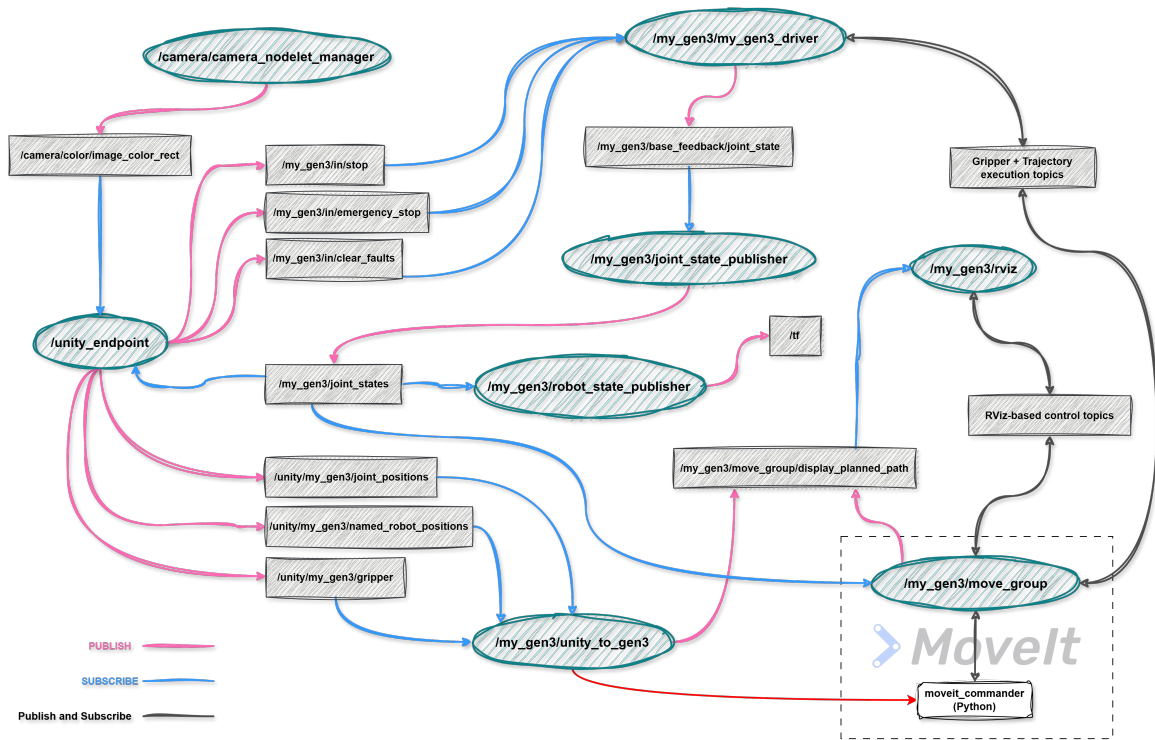 /my_gen3/my_gen3_driver
/camera/camera_nodelet_manager
/camera/color/image_color_rect
/my_gen3/in/stop
/my_gen3/base_feedback/joint_state
Gripper + Trajectory
execution topics
/my_gen3/in/emergency_stop
/my_gen3/in/clear_faults
/my_gen3/joint_state_publisher
/my_gen3/rviz
/unity_endpoint
/tf
/my_gen3/joint_states
/my_gen3/robot_state_publisher
RViz-based control topics
/my_gen3/move_group/display_planned_path
/unity/my_gen3/joint_positions
/unity/my_gen3/named_robot_positions
/unity/my_gen3/gripper
/my_gen3/move_group
/my_gen3/unity_to_gen3
MoveIt
PUBLISH
SUBSCRIBE
Publish and Subscribe
moveit_commander
(Python)